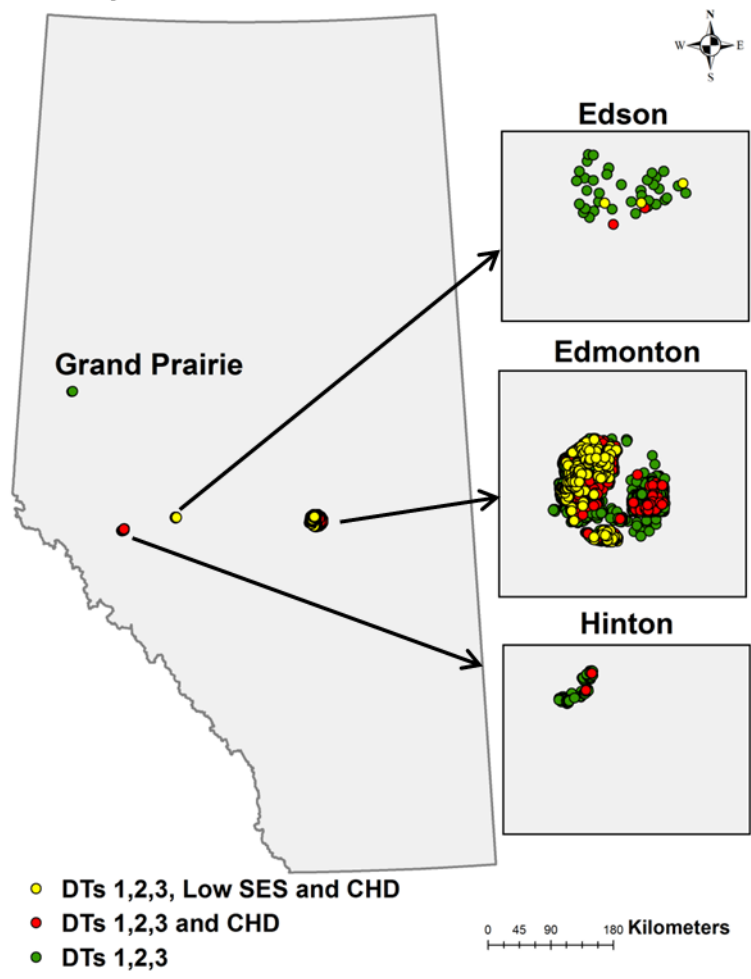 N
W E
S
Edson
Edmonton
Grand Prairie
Hinton
DTs 1,2,3, Low SES and CHD
DTs 1,2,3 and CHD
DTs 1,2,3
0 45 90 180 Kilometers